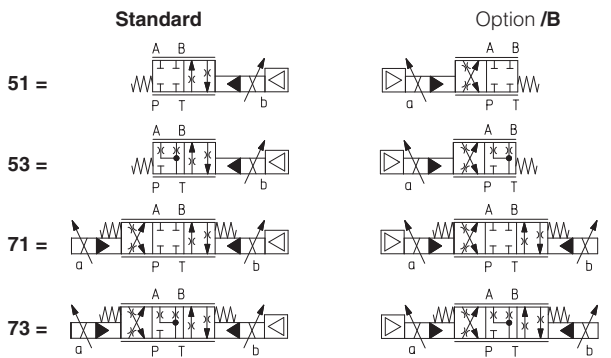 Standard Option /B
A B A B
51 =
P T b a P T
A B A B
53 =
P T b a P T
A B A B
71 =
a P T b a P T b
A B A B
73 =
a P T b a P T b